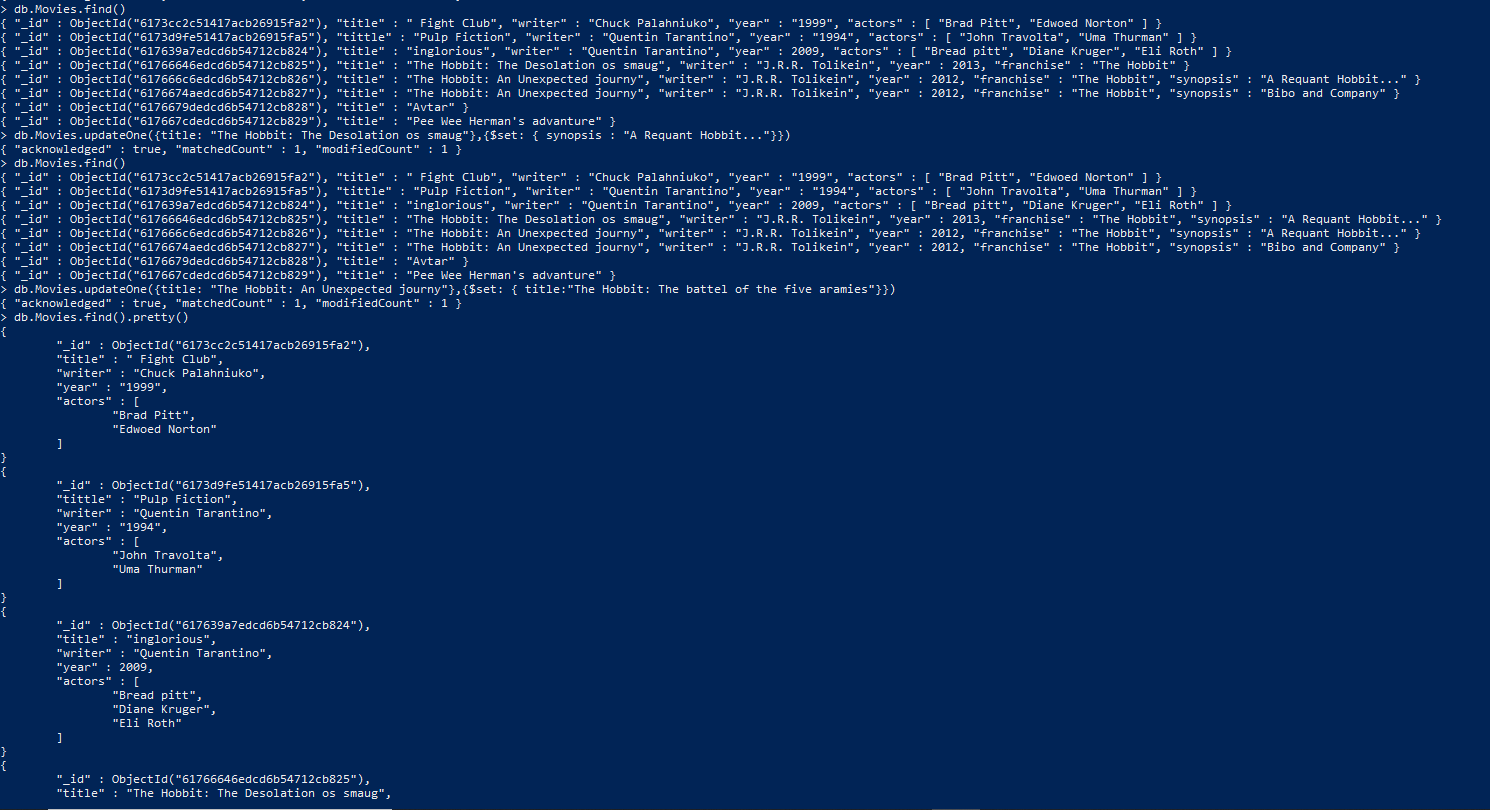 > db.Movies.find()
{ "_id" : ObjectId("6173cc2c51417acb26915fa2"), "title" : " Fight Club", "writer" : "Chuck Palahniuko", "year" : "1999", "actors" : [ "Brad Pitt", "Edwoed Norton" ] }
{ "_id" : ObjectId("6173d9fe51417acb26915fa5"), "tittle" : "Pulp Fiction", "writer" : "Quentin Tarantino", "year" : "1994", "actors" : [ "John Travolta", "Uma Thurman" ] }
{ "_id" : ObjectId("617639a7edcd6b54712cb824"), "title" : "inglorious", "writer" : "Quentin Tarantino", "year" : 2009, "actors" : [ "Bread pitt", "Diane Kruger", "Eli Roth" ] }
{ "_id" : ObjectId("61766646edcd6b54712cb825"), "title" : "The Hobbit: The Desolation os smaug", "writer" : "J.R.R. Tolikein", "year" : 2013, "franchise" : "The Hobbit" }
{ "_id" : ObjectId("617666c6edcd6b54712cb826"), "title" : "The Hobbit: An Unexpected journy", "writer" : "J.R.R. Tolikein", "year" : 2012, "franchise" : "The Hobbit", "synopsis" : "A Requant Hobbit..." }
{ "_id" : ObjectId("6176674aedcd6b54712cb827"), "title" : "The Hobbit: An Unexpected journy", "writer" : "J.R.R. Tolikein", "year" : 2012, "franchise" : "The Hobbit", "synopsis" : "Bibo and Company" }
{ "_id" : ObjectId("6176679dedcd6b54712cb828"), "title" : "Avtar" }
{ "_id" : ObjectId("617667cdedcd6b54712cb829"), "title" : "Pee Wee Herman's advanture" }
> db.Movies.updateOne({title: "The Hobbit: The Desolation os smaug"},{$set: { synopsis : "A Requant Hobbit..."}})
{ "acknowledged" : true, "matchedCount" : 1, "modifiedCount" : 1 }
> db.Movies.find()
{ "_id" : ObjectId("6173cc2c51417acb26915fa2"), "title" : " Fight Club", "writer" : "Chuck Palahniuko", "year" : "1999", "actors" : [ "Brad Pitt", "Edwoed Norton" ] }
{ "_id" : ObjectId("6173d9fe51417acb26915fa5"), "tittle" : "Pulp Fiction", "writer" : "Quentin Tarantino", "year" : "1994", "actors" : [ "John Travolta", "Uma Thurman" ] }
{ "_id" : ObjectId("617639a7edcd6b54712cb824"), "title" : "inglorious", "writer" : "Quentin Tarantino", "year" : 2009, "actors" : [ "Bread pitt", "Diane Kruger", "Eli Roth" ] }
{ "_id" : ObjectId("61766646edcd6b54712cb825"), "title" : "The Hobbit: The Desolation os smaug", "writer" : "J.R.R. Tolikein", "year" : 2013, "franchise" : "The Hobbit", "synopsis" : "A Requant Hobbit..." }
{ "_id" : ObjectId("617666c6edcd6b54712cb826"), "title" : "The Hobbit: An Unexpected journy", "writer" : "J.R.R. Tolikein", "year" : 2012, "franchise" : "The Hobbit", "synopsis" : "A Requant Hobbit..." }
{ "_id" : ObjectId("6176674aedcd6b54712cb827"), "title" : "The Hobbit: An Unexpected journy", "writer" : "J.R.R. Tolikein", "year" : 2012, "franchise" : "The Hobbit", "synopsis" : "Bibo and Company" }
{ "_id" : ObjectId("6176679dedcd6b54712cb828"), "title" : "Avtar" }
{ "_id" : ObjectId("617667cdedcd6b54712cb829"), "title" : "Pee Wee Herman's advanture" }
> db.Movies.updateOne({title: "The Hobbit: An Unexpected journy"},{$set: { title:"The Hobbit: The battel of the five aramies"}})
{ "acknowledged" : true, "matchedCount" : 1, "modifiedCount" : 1 }
> db.Movies.find().pretty()
{
"_id" : ObjectId("6173cc2c51417acb26915fa2"),
"title" : " Fight Club",
"writer" : "Chuck Palahniuko",
"year" : "1999",
"actors" : [
"Brad Pitt",
"Edwoed Norton"
]
}
{
"_id" : ObjectId("6173d9fe51417acb26915fa5"),
"tittle" : "Pulp Fiction",
"writer" : "Quentin Tarantino",
"year" : "1994",
"actors" : [
"John Travolta",
"Uma Thurman"
]
}
{
"_id" : ObjectId("617639a7edcd6b54712cb824"),
"title" : "inglorious",
"writer" : "Quentin Tarantino",
"year" : 2009,
"actors" : [
"Bread pitt",
"Diane Kruger",
"Eli Roth"
]
}
{
"_id" : ObjectId("61766646edcd6b54712cb825"),
"title" : "The Hobbit: The Desolation os smaug",